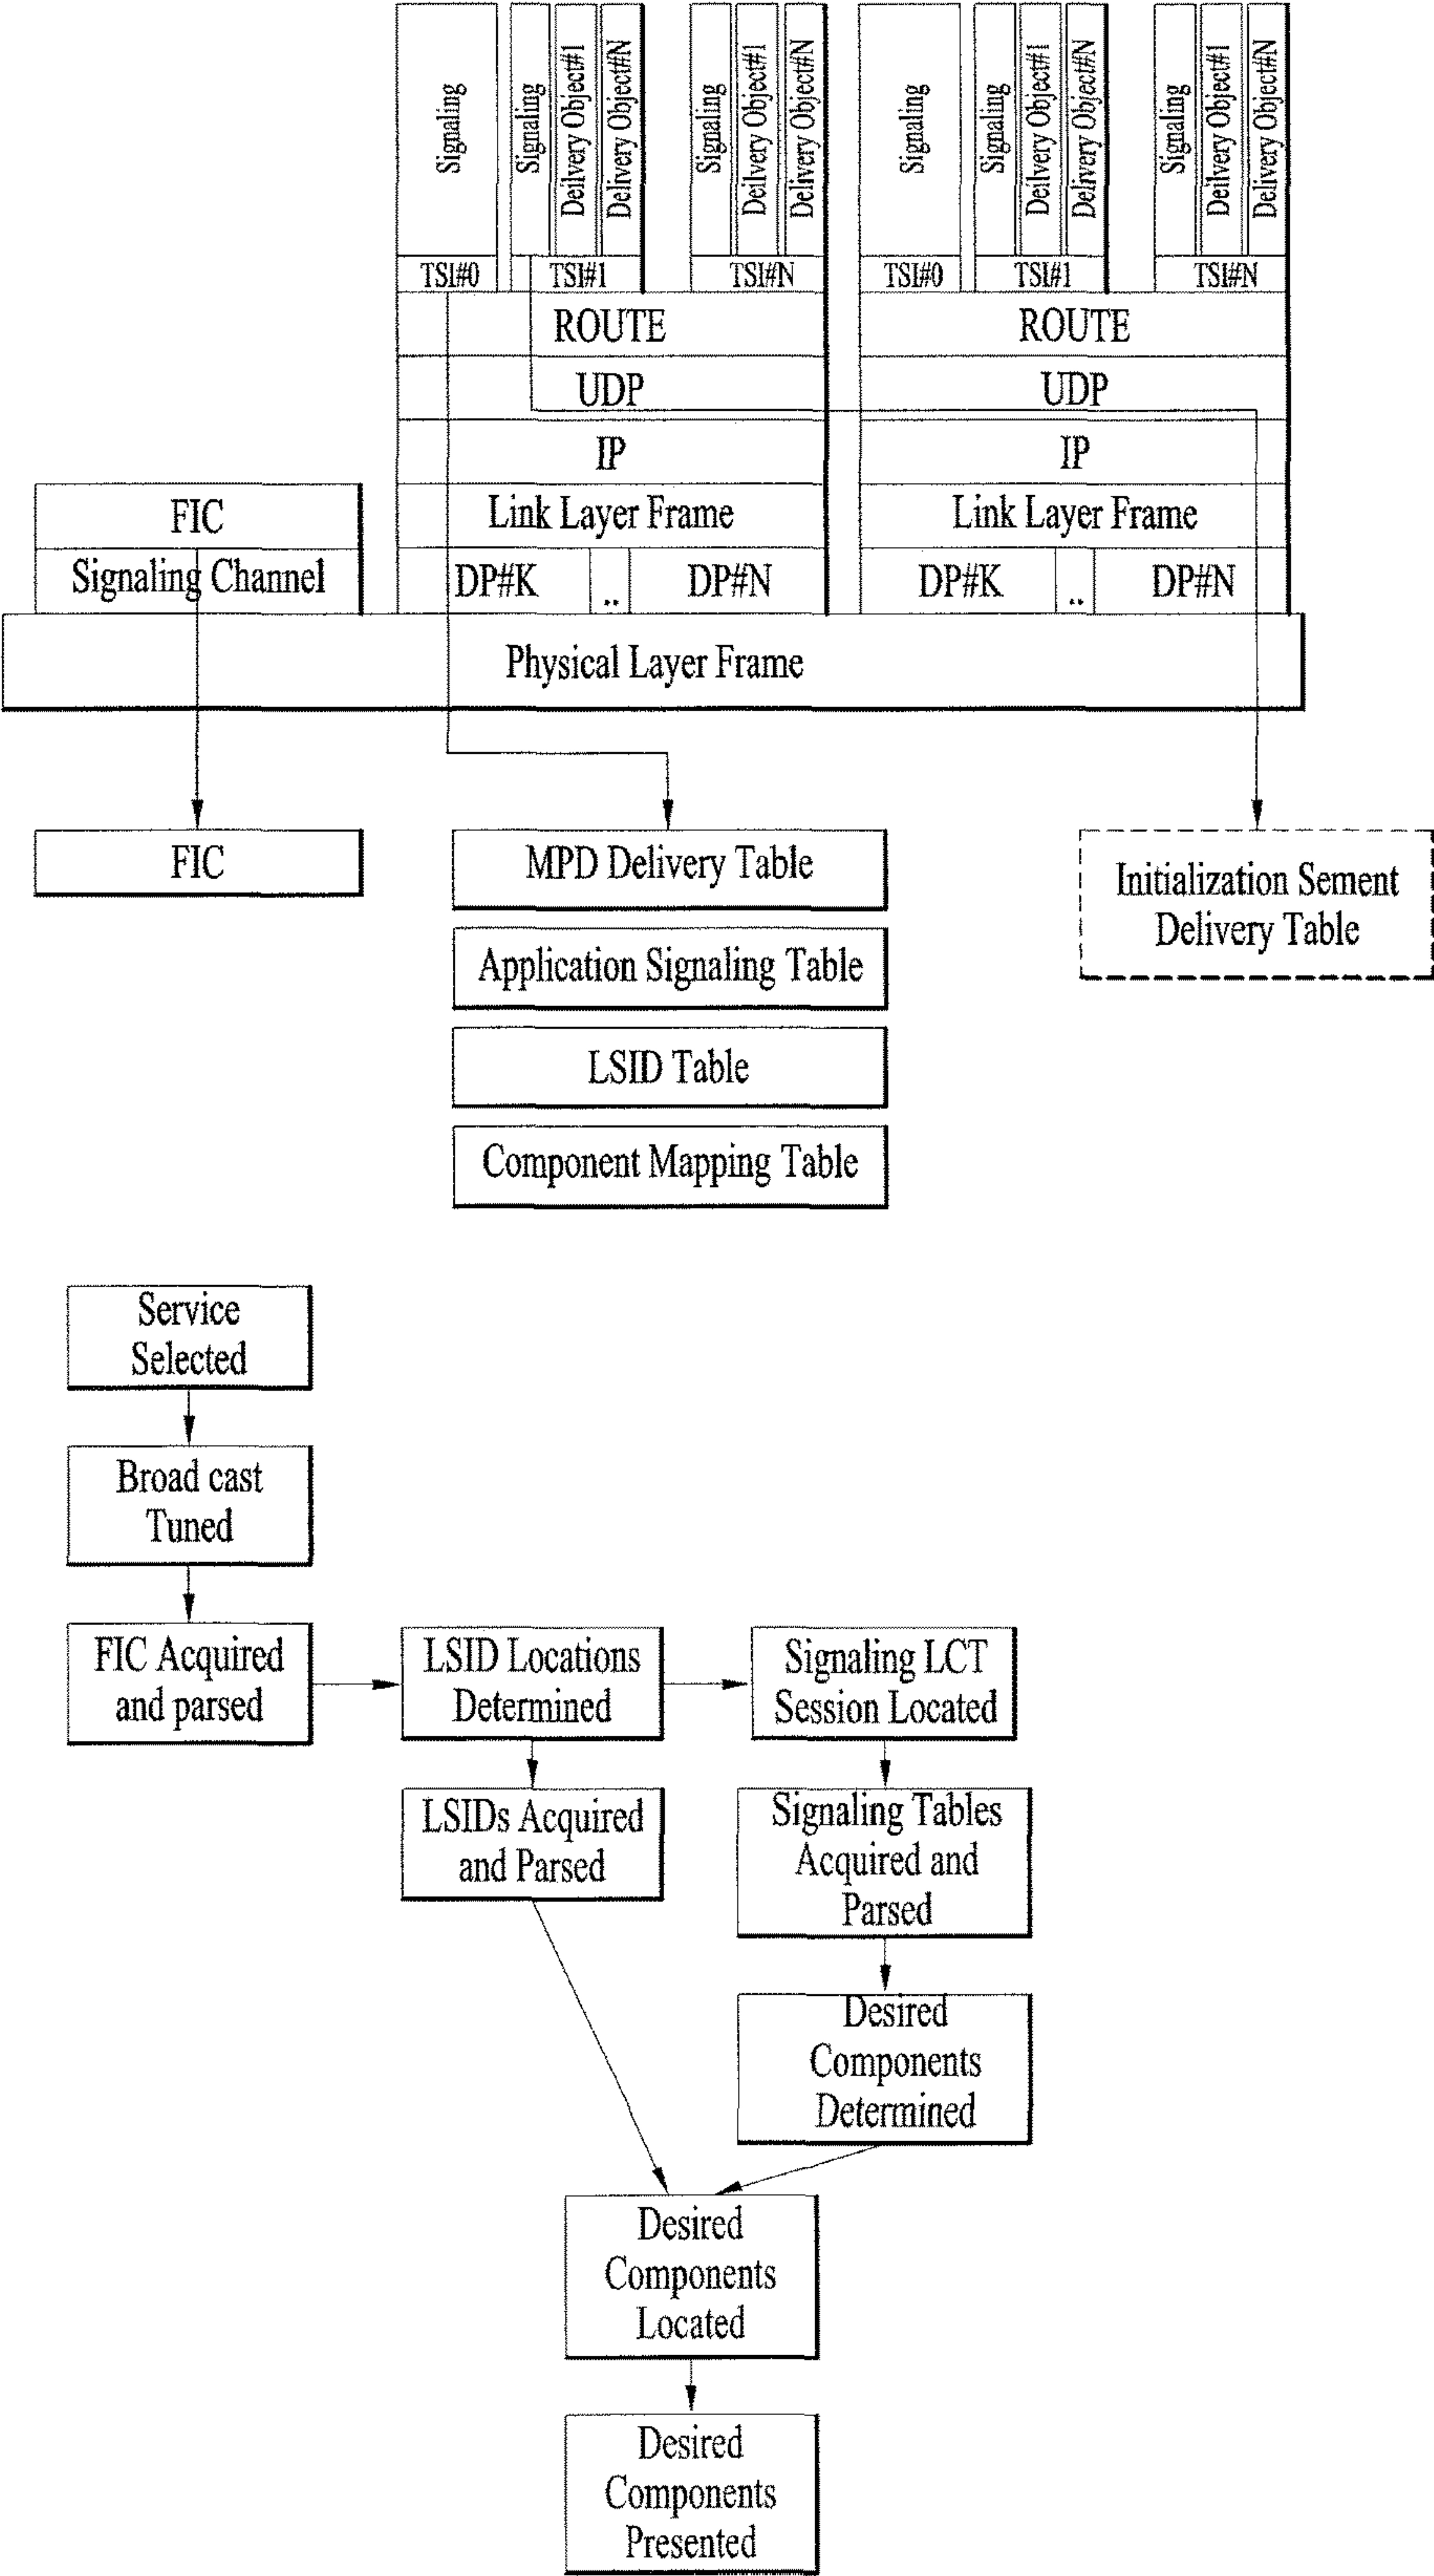 Signaling
Signaling
Deilvery Object#1
Delivery Object#N
Signaling
Deilvery Object#1
Delivery Object#N
Signaling
Signaling
Deilvery Object#1
Delivery Object#N
Signaling
Deilvery Object#1
Delivery Object#N
TSI#0
TSI#1
TSI#N
TSI#0
TSI#1
TSI#N
ROUTE
ROUTE
UDP
UDP
IP
IP
FIC
Link Layer Frame
Link Layer Frame
Signaling Channel
DP#K
..
DP#N
DP#K
..
DP#N
Physical Layer Frame
FIC
MPD Delivery Table
Initialization Sement
Delivery Table
Application Signaling Table
LSID Table
Component Mapping Table
Service
Selected
Broad cast
Tuned
FIC Acquired
and parsed
LSID Locations
Determined
Signaling LCT
Session Located
LSIDs Acquired
and Parsed
Signaling Tables
Acquired and
Parsed
Desired
Components
Determined
Desired
Components
Located
Desired
Components
Presented